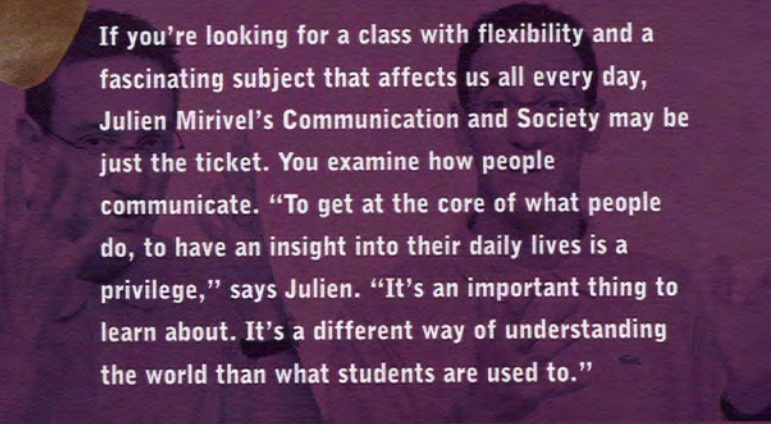 If you're looking for a class with flexibility and a
fascinating subject that affects us all every day,
Julien Mirivel's Communication and Society may be
just the ticket. You examine how people
communicate. “To get at the core of what people
do, to have an insight into their daily lives is a
privilege,” says Julien. “It's an important thing to
learn about. It's a different way of understanding
the world than what students are used to.”